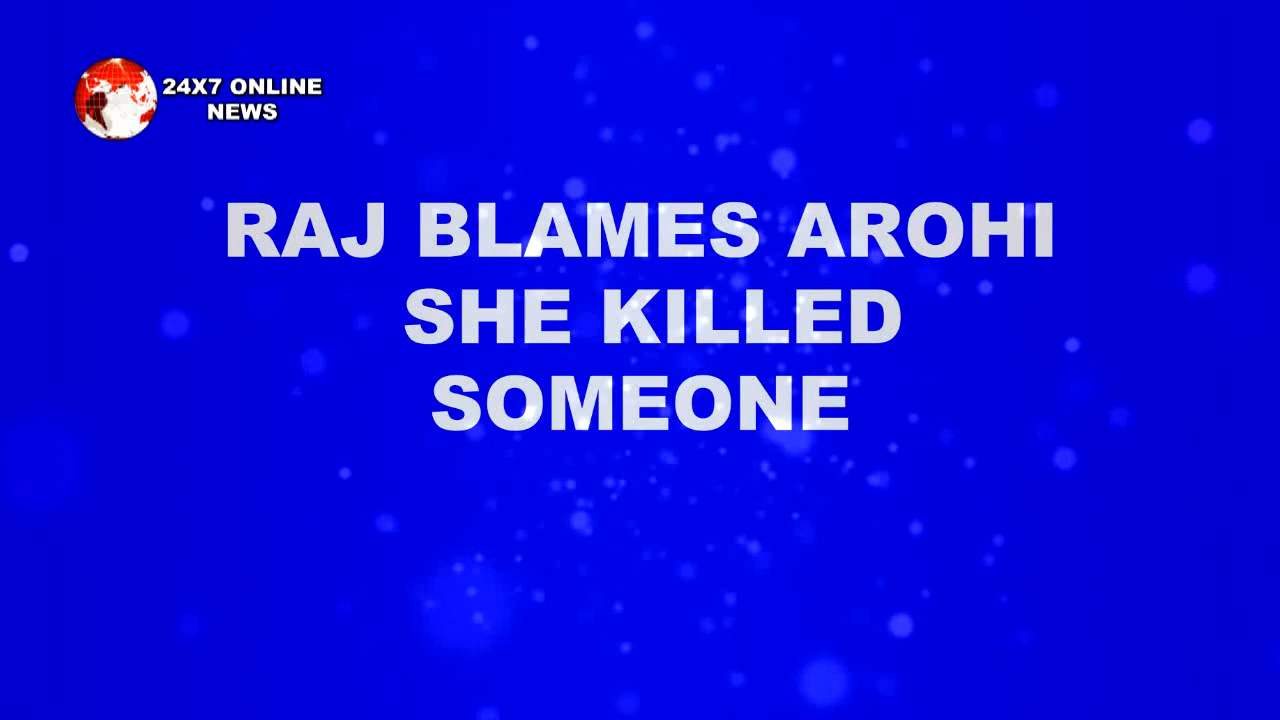 24X7 ONLINE
NEWS
RAJ BLAMES AROHI
SHE KILLED
SOMEONE